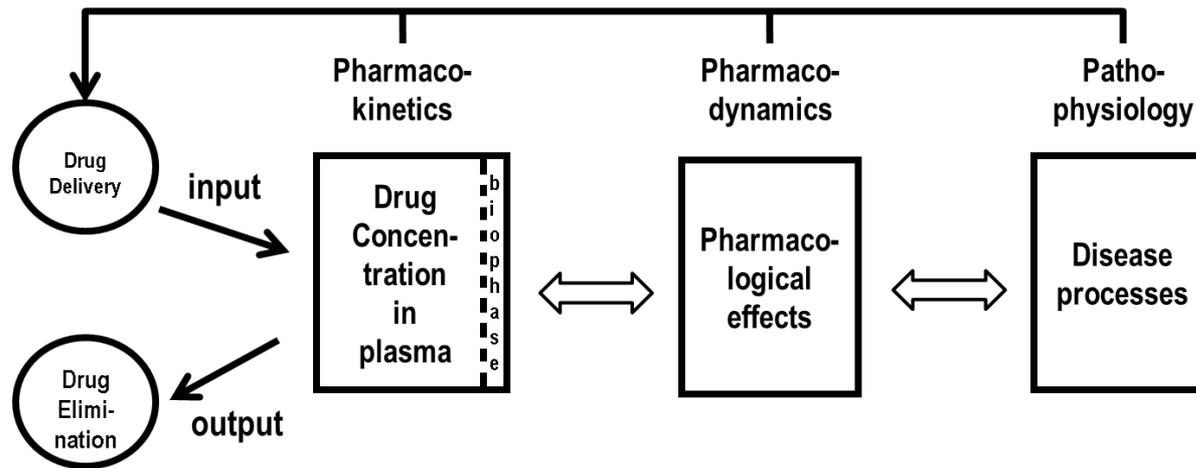 Pharmaco-
kinetics
Pharmaco-
dynamics
Patho-
physiology
Drug
Delivery
input
Drug
Concen-
tration
in
plasma
biophase
Pharmaco-
logical
effects
Disease
processes
Drug
Elimi-
nation
output